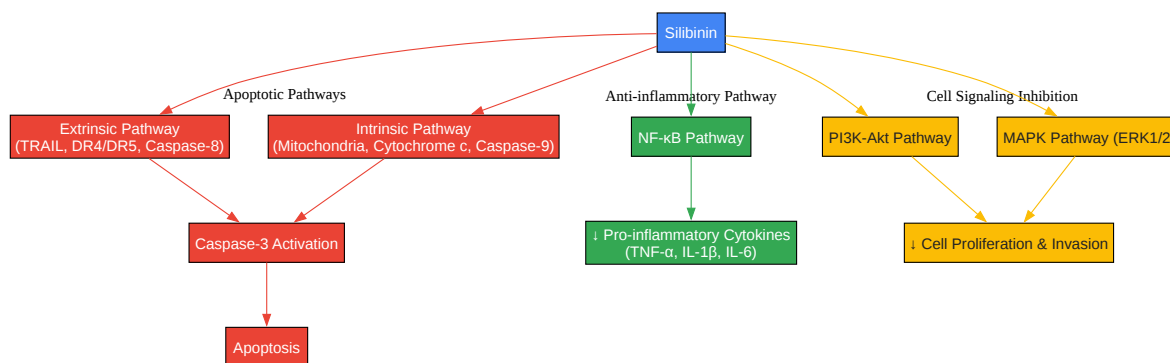 Silibinin
Apoptotic Pathways
Anti-inflammatory Pathway
Cell Signaling Inhibition
Extrinsic Pathway
(TRAIL, DR4/DR5, Caspase-8)
Intrinsic Pathway
(Mitochondria, Cytochrome c, Caspase-9)
NF-κB Pathway
PI3K-Akt Pathway
MAPK Pathway (ERK1/2
Caspase-3 Activation
↓ Pro-inflammatory Cytokines
(TNF-α, IL-1β, IL-6)
↓ Cell Proliferation & Invasion
Apoptosis